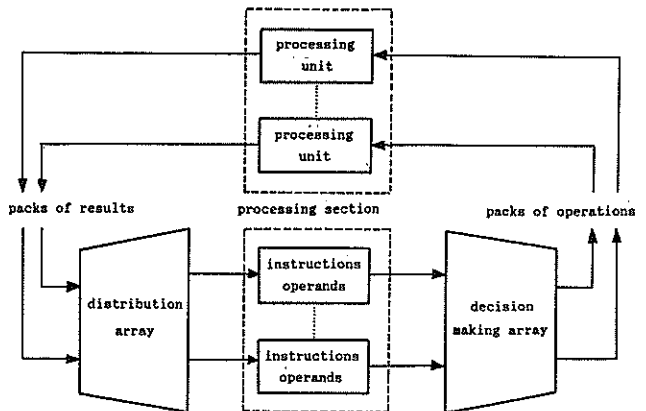 processing
unit
processing
unit
packs of results
processing section
packs of operations
instructions
operands
distribution
array
decision
making array
instructions
operands